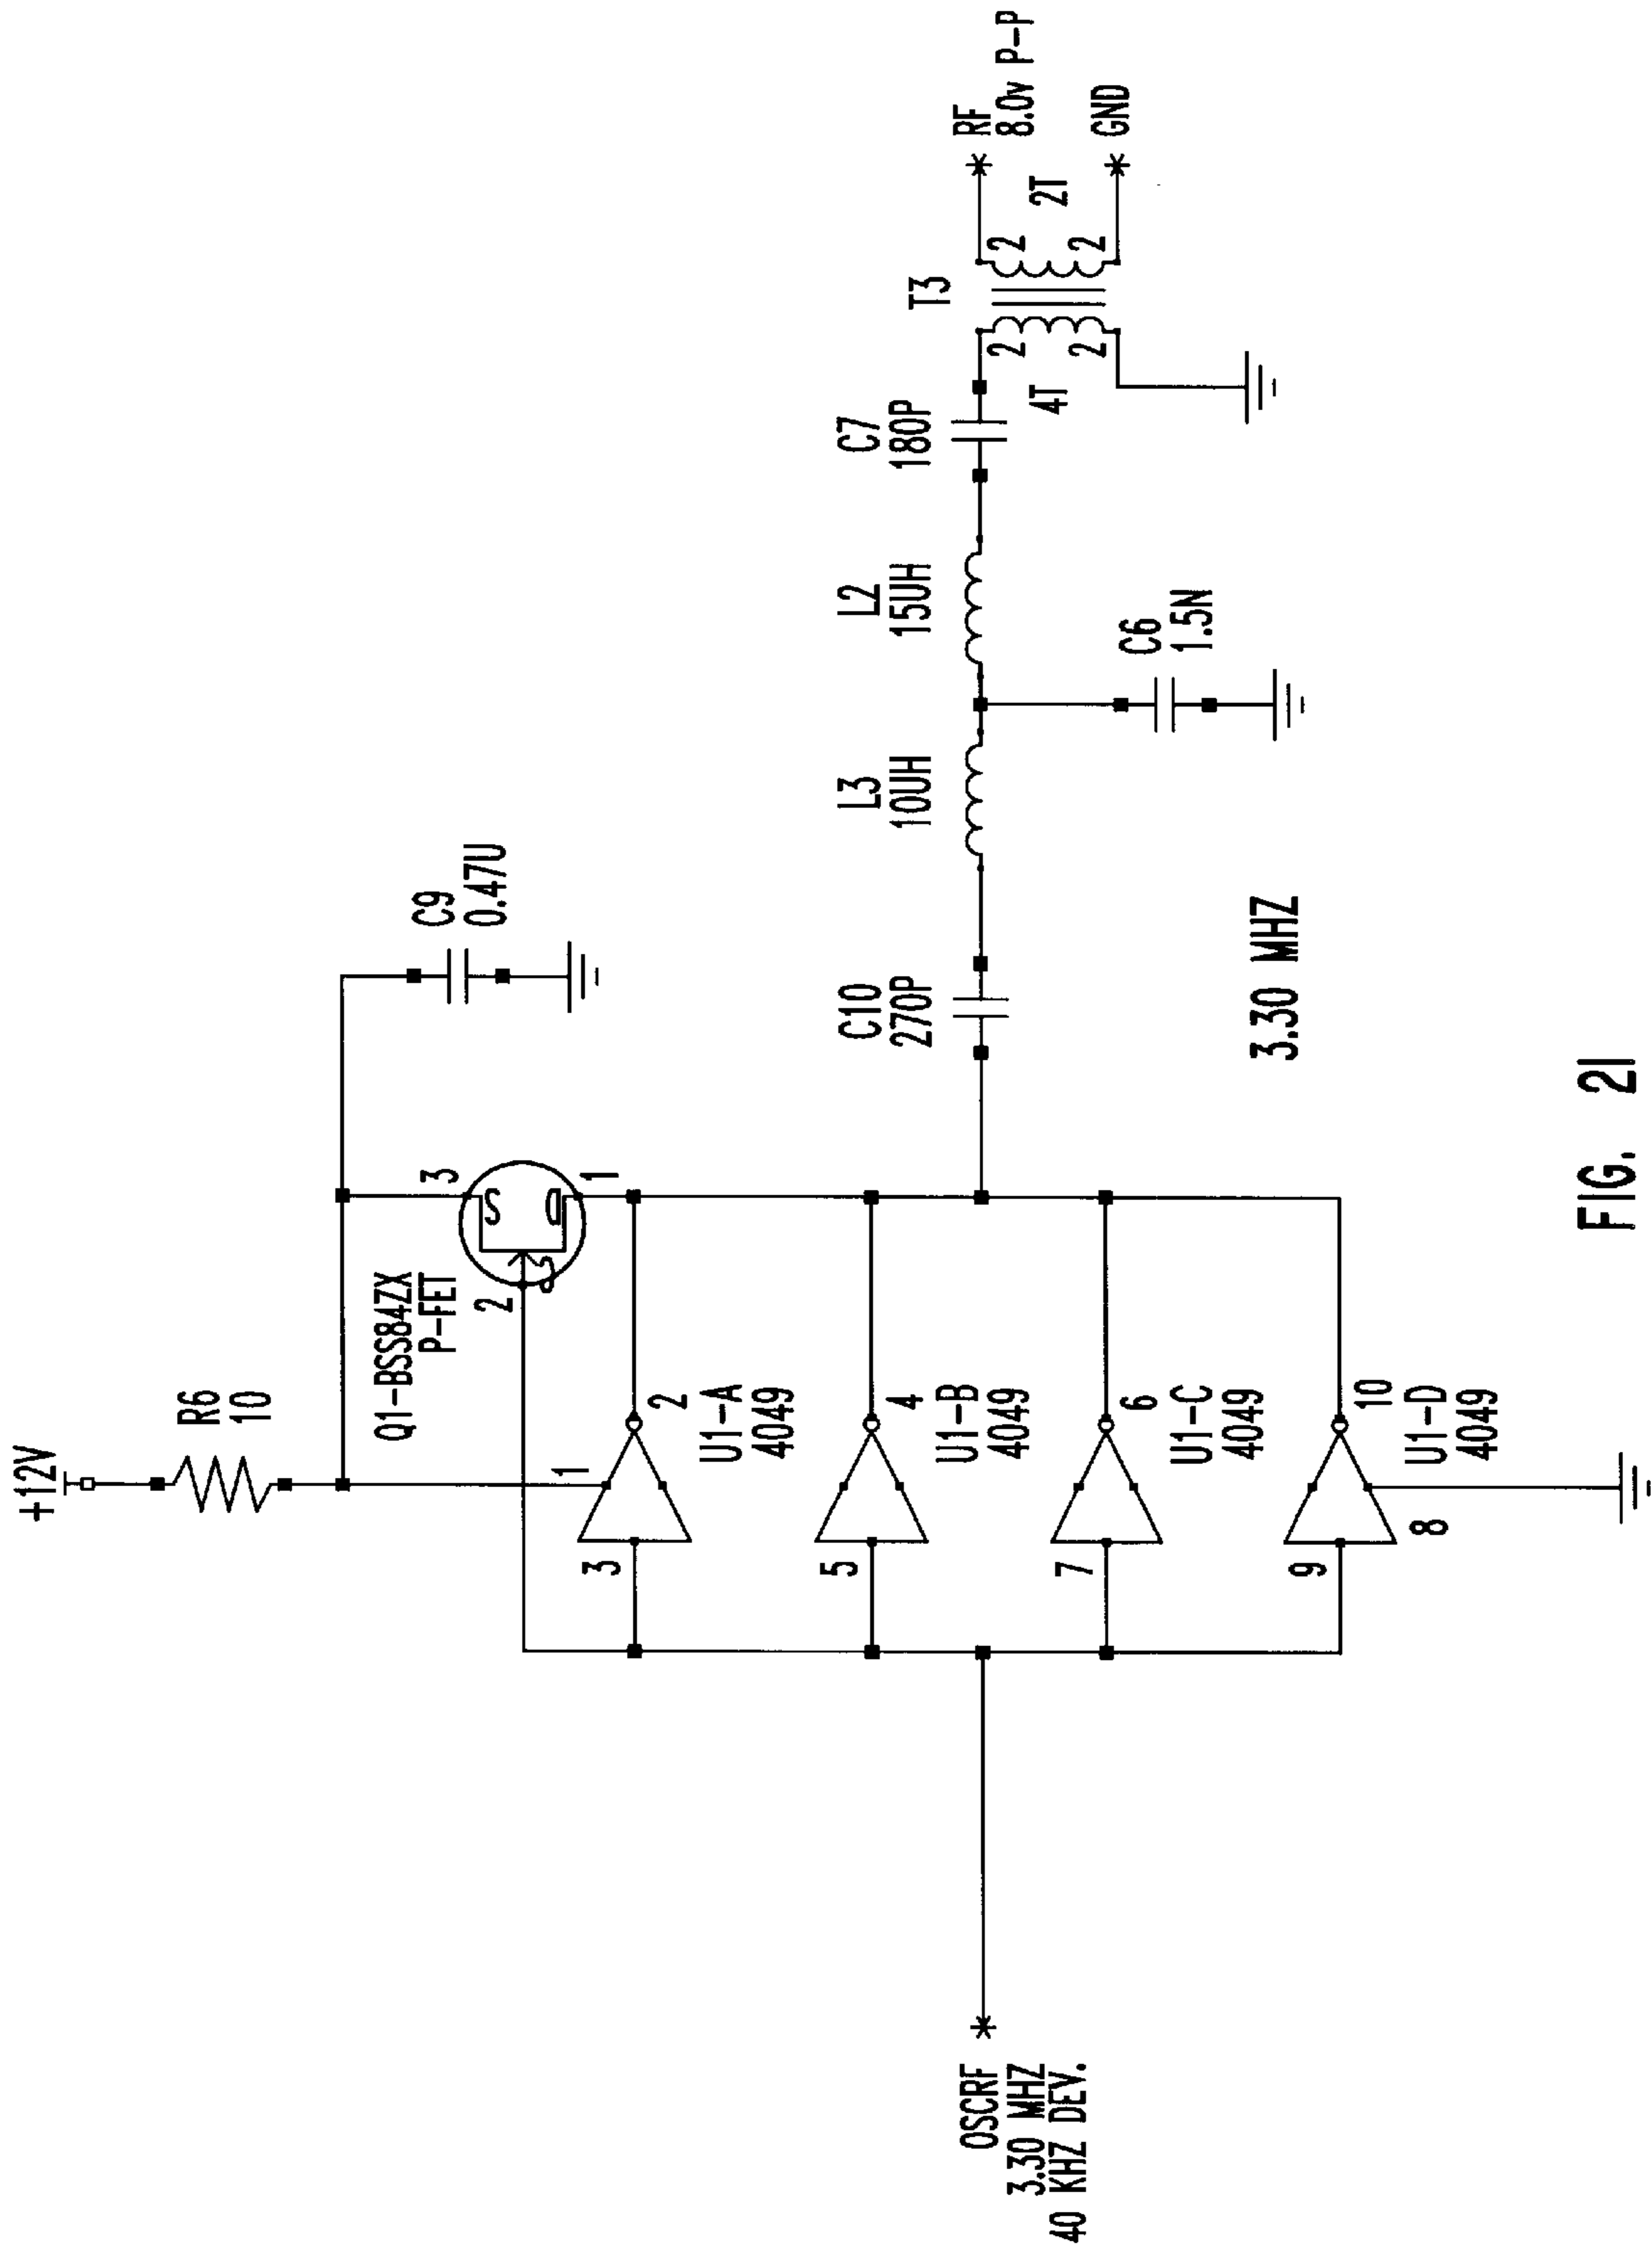 +12V
R6
10
Q1-BSS84ZX
P-FET
3
S
D
G
2
1
C9
0.47U
1
3
2
U1-A
4049
5
4
U1-B
4049
7
6
U1-C
4049
9
8
10
U1-D
4049
OSCRF
3.30 MHZ
40 KHZ DEV.
C10
270P
L3
10UH
L2
15UH
C6
1.5N
C7
180P
T3
2
2
2
2
4T
2T
RF
8.0v P-P
GND
3.30 MHZ
FIG. 21